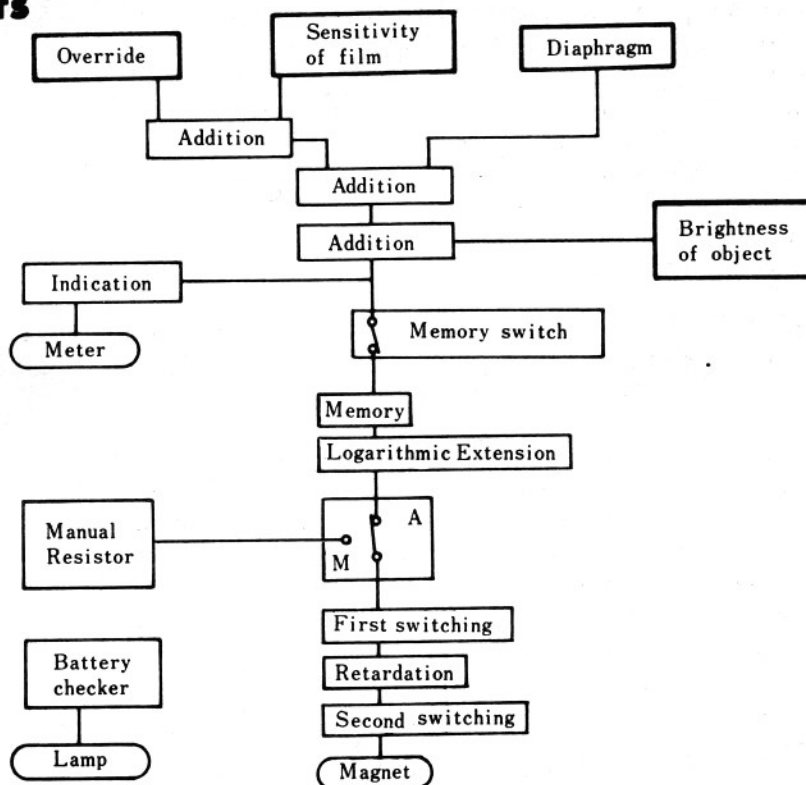 Override
Sensitivity
of film
Diaphragm
Addition
Addition
Addition
Brightness
of object
Indication
Meter
Memory switch
Memory
Logarithmic Extension
Manual
Resistor
A
M
First switching
Battery
checker
Retardation
Second switching
Lamp
Magnet